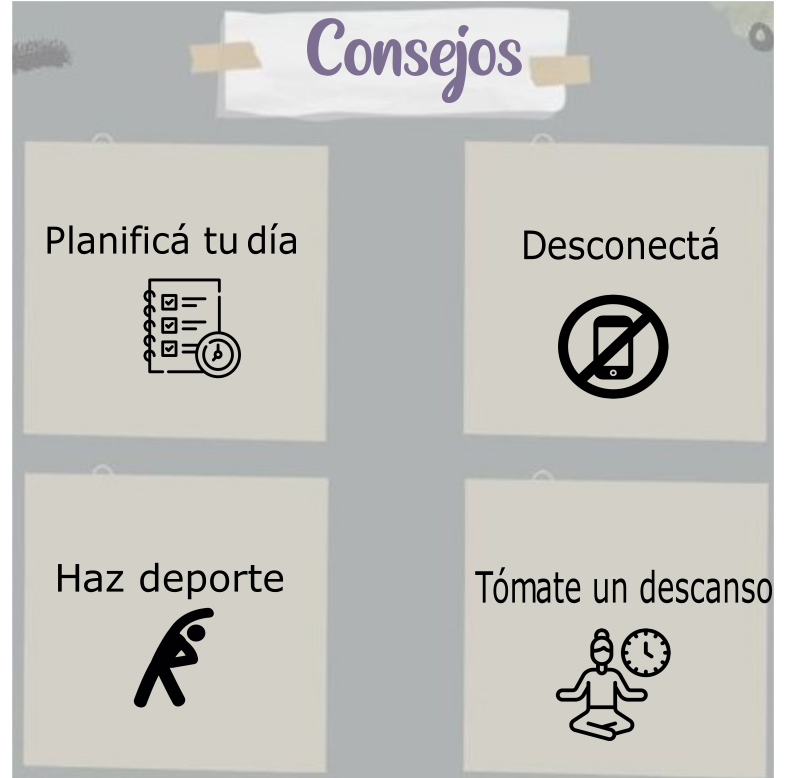 Consejos
Planificá tu día
Desconectá
Haz deporte
Tómate un descanso